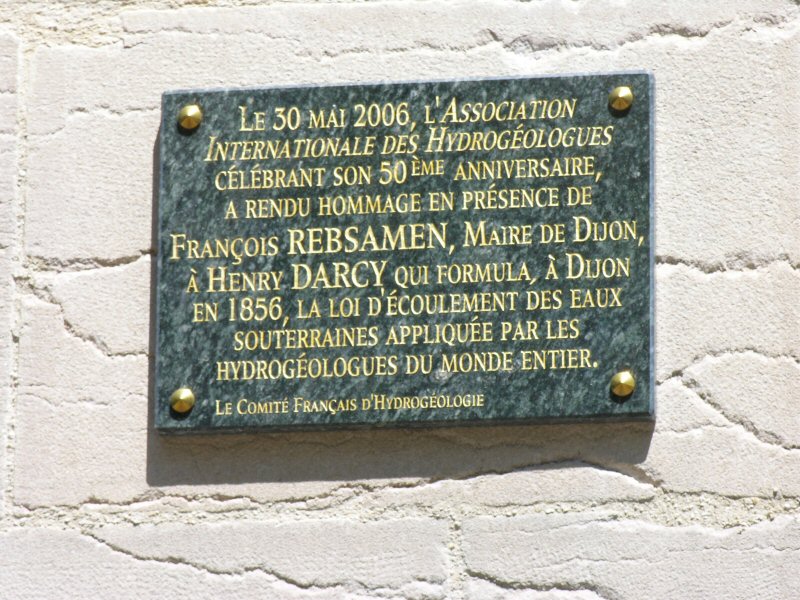 LE 30 MAI 2006, L'ASSOCIATION
INTERNATIONALE DES HYDROGÉOLOGUES
CÉLÉBRANT SON 50ÈME ANNIVERSAIRE,
A RENDU HOMMAGE EN PRÉSENCE DE
FRANÇOIS REBSAMEN, MAIRE DE DIJON,
À HENRY DARCY QUI FORMULA, À DIJON
EN 1856, LA LOI D'ÉCOULEMENT DES EAUX
SOUTERRAINES APPLIQUÉE PAR LES
HYDROGÉOLOGUES DU MONDE ENTIER.
LE COMITÉ FRANÇAIS D'HYDROGÉOLOGIE